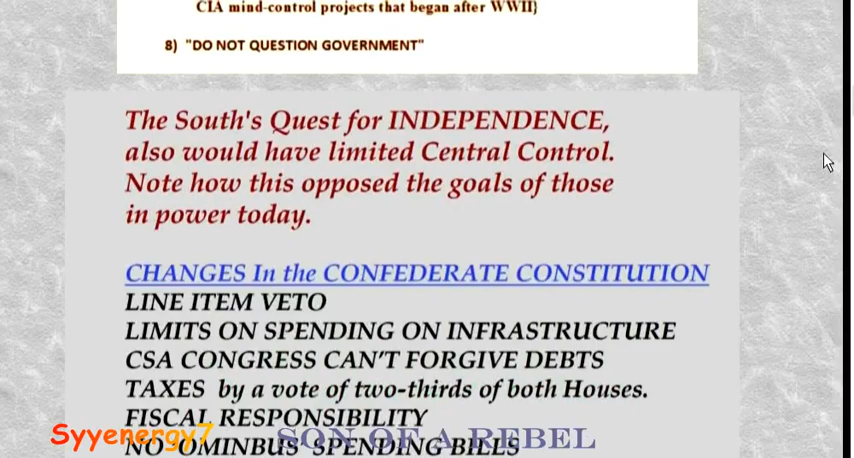 CIA mind-control projects that began after WWII}
8) "DO NOT QUESTION GOVERNMENT"
The South's Quest for INDEPENDENCE,
also would have limited Central Control.
Note how this opposed the goals of those
in power today.
CHANGES In the CONFEDERATE CONSTITUTION
LINE ITEM VETO
LIMITS ON SPENDING ON INFRASTRUCTURE
CSA CONGRESS CAN'T FORGIVE DEBTS
TAXES by a vote of two-thirds of both Houses.
FISCAL RESPONSIBILITY
NO OMINBUS SPENDING BILLS
Syyenergy7
SON OF A REBEL